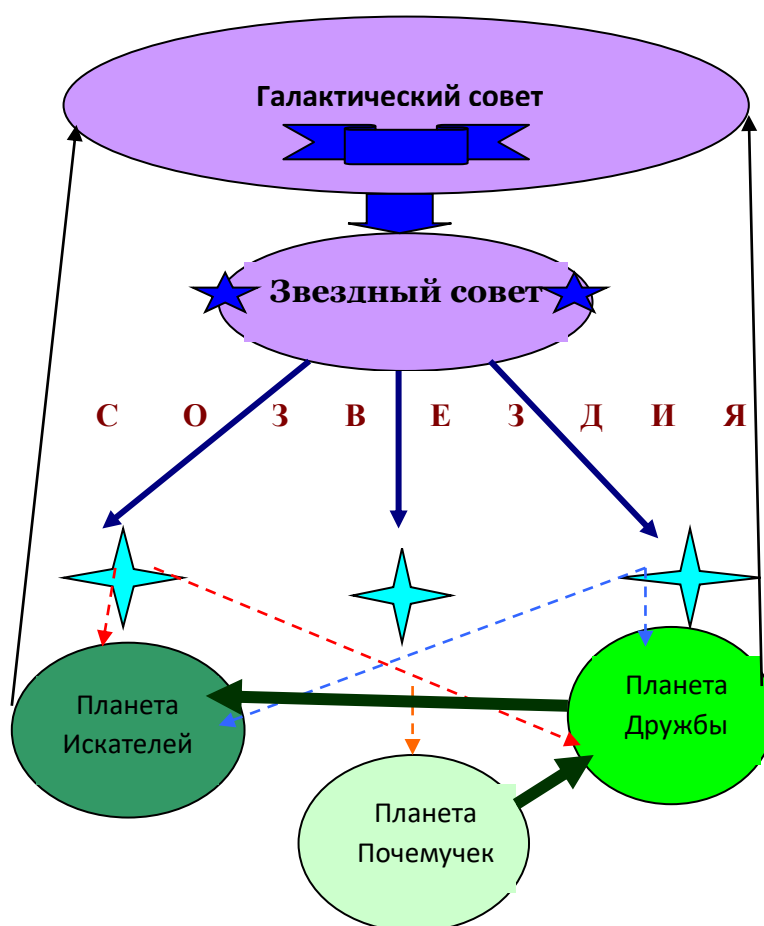 Галактический совет
Звездный совет
С О З В Е З Д И Я
Планета
Искателей
Планета
Дружбы
Планета
Почемучек